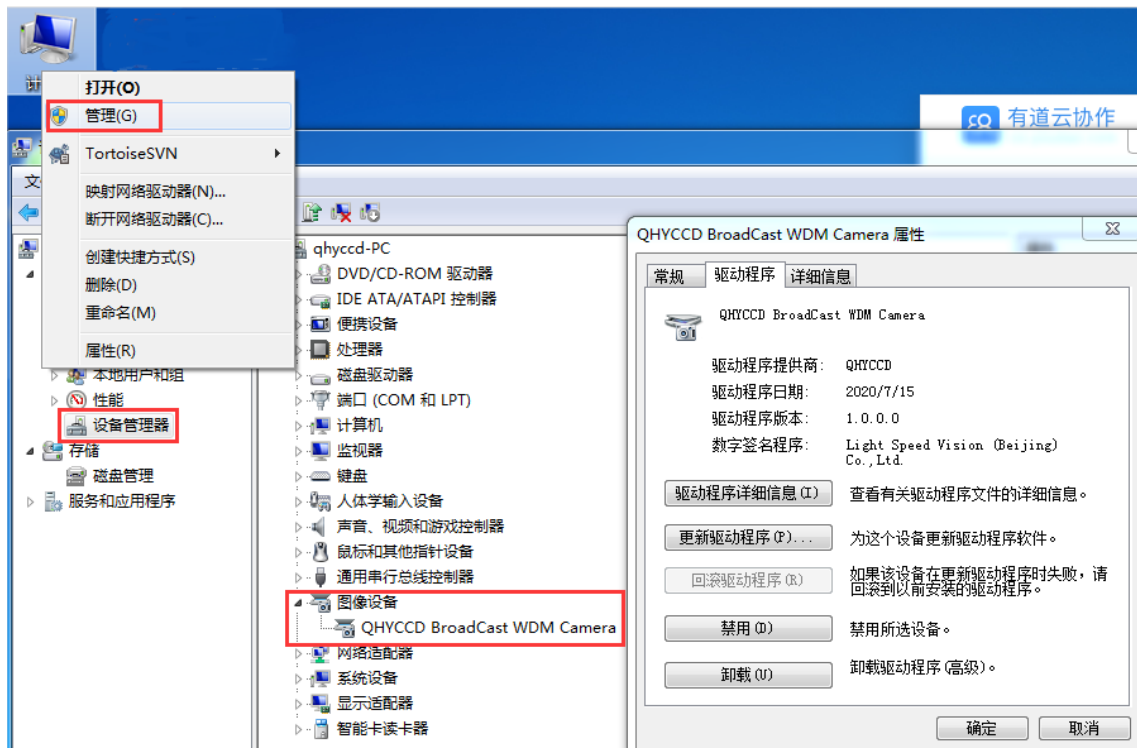 打开(O)
管理(G)
TortoiseSVN
映射网络驱动器(N)...
断开网络驱动器(C)...
创建快捷方式(S)
删除(D)
重命名(M)
属性(R)
有道云协作
本地用户和组
性能
设备管理器
存储
磁盘管理
服务和应用程序
qhyccd-PC
DVD/CD-ROM 驱动器
IDE ATA/ATAPI 控制器
便携设备
处理器
磁盘驱动器
端口 (COM 和 LPT)
计算机
监视器
键盘
人体学输入设备
声音、视频和游戏控制器
鼠标和其他指针设备
通用串行总线控制器
图像设备
QHYCCD BroadCast WDM Camera
网络适配器
系统设备
显示适配器
智能卡读卡器
QHYCCD BroadCast WDM Camera 属性
常规 驱动程序 详细信息
QHYCCD BroadCast WDM Camera
驱动程序提供商: QHYCCD
驱动程序日期: 2020/7/15
驱动程序版本: 1.0.0.0
数字签名程序: Light Speed Vision (Beijing)
Co.,Ltd.
驱动程序详细信息(I) 查看有关驱动程序文件的详细信息。
更新驱动程序(P)... 为这个设备更新驱动程序软件。
回滚驱动程序(R) 如果该设备在更新驱动程序时失败，请
回滚到以前安装的驱动程序。
禁用(D) 禁用所选设备。
卸载(U) 卸载驱动程序(高级)。
确定 取消